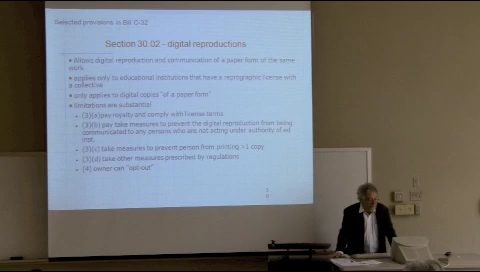 Selected provisions in Bill C-32
Section 30.02 - digital reproductions
Allows digital reproduction and communication of a paper form of the same
work
applies only to educational institutions that have a reprographic license with
a collective
only applies to digital copies "of a paper form"
limitations are substantial
(3)(a)pay royalty and comply with license terms
(3)(b) pay take measures to prevent the digital reproduction from being
communicated to any persons who are not acting under authority of ed
inst.
(3)(c) take measures to prevent person from printing >1 copy
(3)(d) take other measures prescribed by regulations
(4) owner can "opt-out"